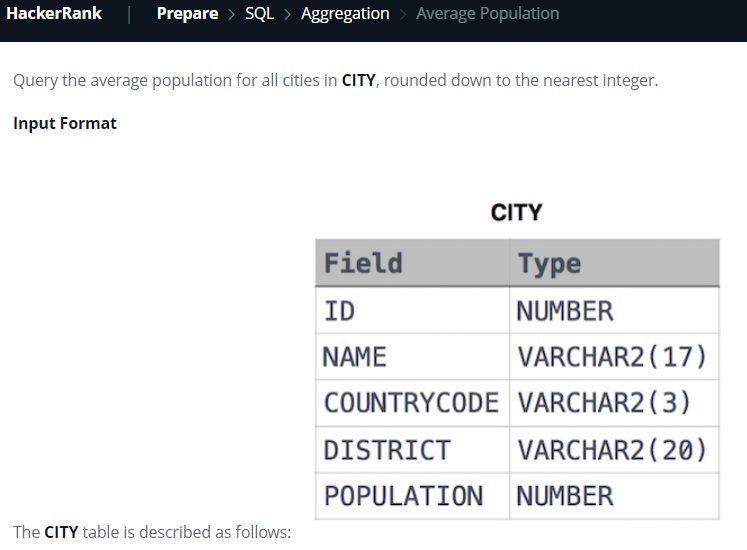 HackerRank | Prepare > SQL > Aggregation > Average Population
Query the average population for all cities in CITY, rounded down to the nearest integer.
Input Format
CITY
Field Type
ID NUMBER
NAME VARCHAR2(17)
COUNTRYCODE VARCHAR2(3)
DISTRICT VARCHAR2(20)
POPULATION NUMBER
The CITY table is described as follows: